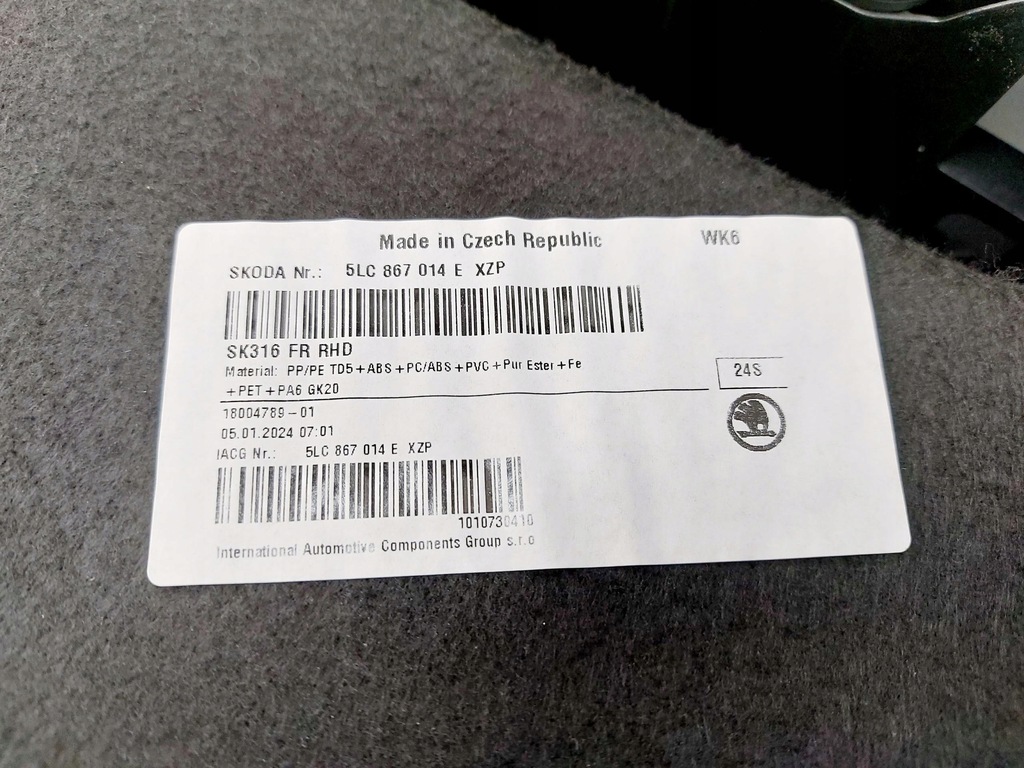 Made in Czech Republic WK6
SKODA Nr.: 5LC 867 014 E XZP
SK316 FR RHD
Material: PP/PE TD5+ABS+PC/ABS+PVC+Pur Ester+Fe
+PET+PA6 GK20
24S
18004789-01
05.01.2024 07:01
IACG Nr.: 5LC 867 014 E XZP
1010730410
International Automotive Components Group s.r.o